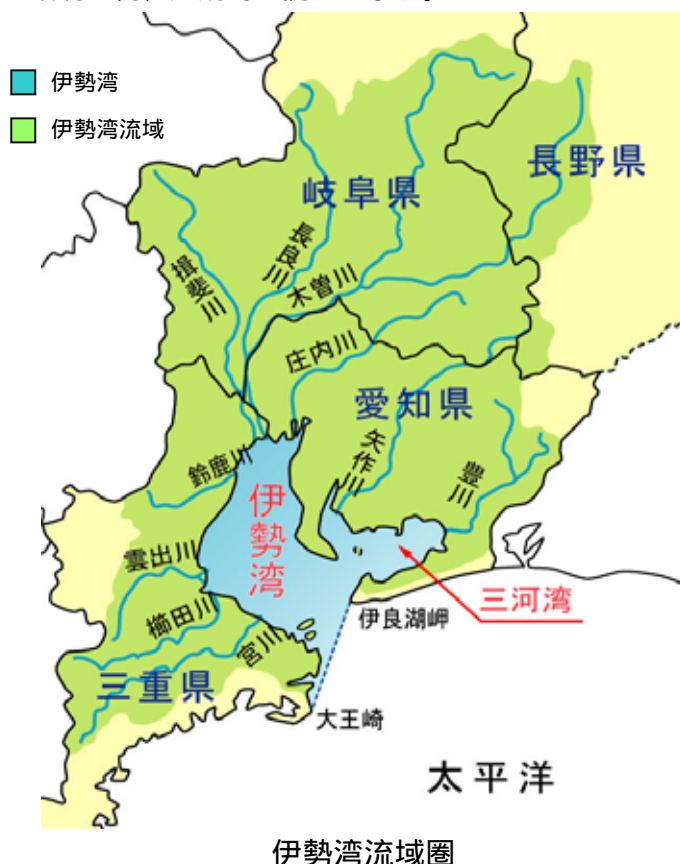 伊勢湾
伊勢湾流域
長野県
岐阜県
長良川
揖斐川
木曽川
庄内川
愛知県
矢作川
豊川
鈴鹿川
伊勢湾
雲出川
三河湾
伊良湖岬
櫛田川
宮川
三重県
大王崎
太平洋
伊勢湾流域圏